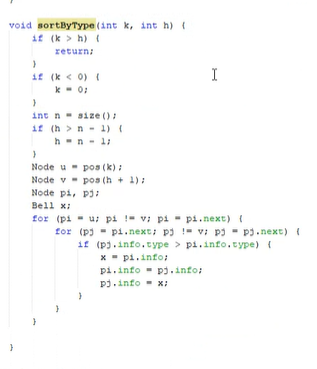 void sortByType(int k, int h) {
    if (k > h) {
        return;
    }
    if (k < 0) {
        k = 0;
    }
    int n = size();
    if (h > n - 1) {
        h = n - 1;
    }
    Node u = pos(k);
    Node v = pos(h + 1);
    Node pi, pj;
    Bell x;
    for (pi = u; pi != v; pi = pi.next) {
        for (pj = pi.next; pj != v; pj = pj.next) {
            if (pj.info.type > pi.info.type) {
                x = pi.info;
                pi.info = pj.info;
                pj.info = x;
            }
        }
    }
}